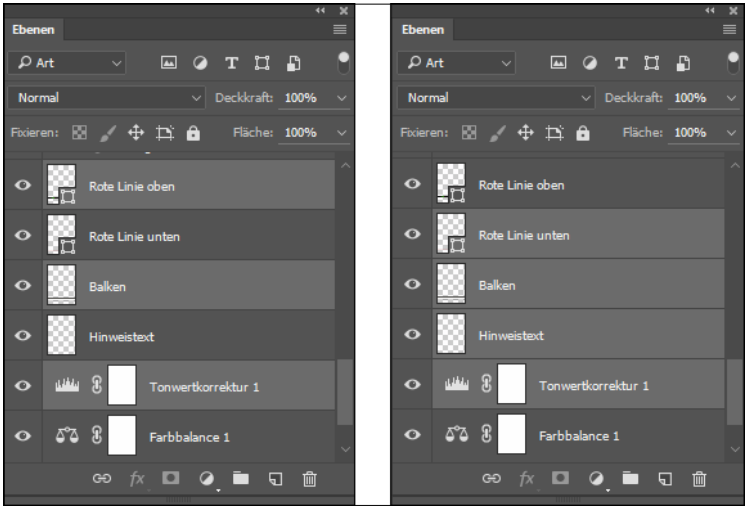 Ebenen
Art
T
Normal
Deckkraft: 100%
Fixieren:
Fläche: 100%
Rote Linie oben
Rote Linie unten
Balken
Hinweistext
Tonwertkorrektur 1
Farbbalance 1
fx
Ebenen
Art
T
Normal
Deckkraft: 100%
Fixieren:
Fläche: 100%
Rote Linie oben
Rote Linie unten
Balken
Hinweistext
Tonwertkorrektur 1
Farbbalance 1
fx